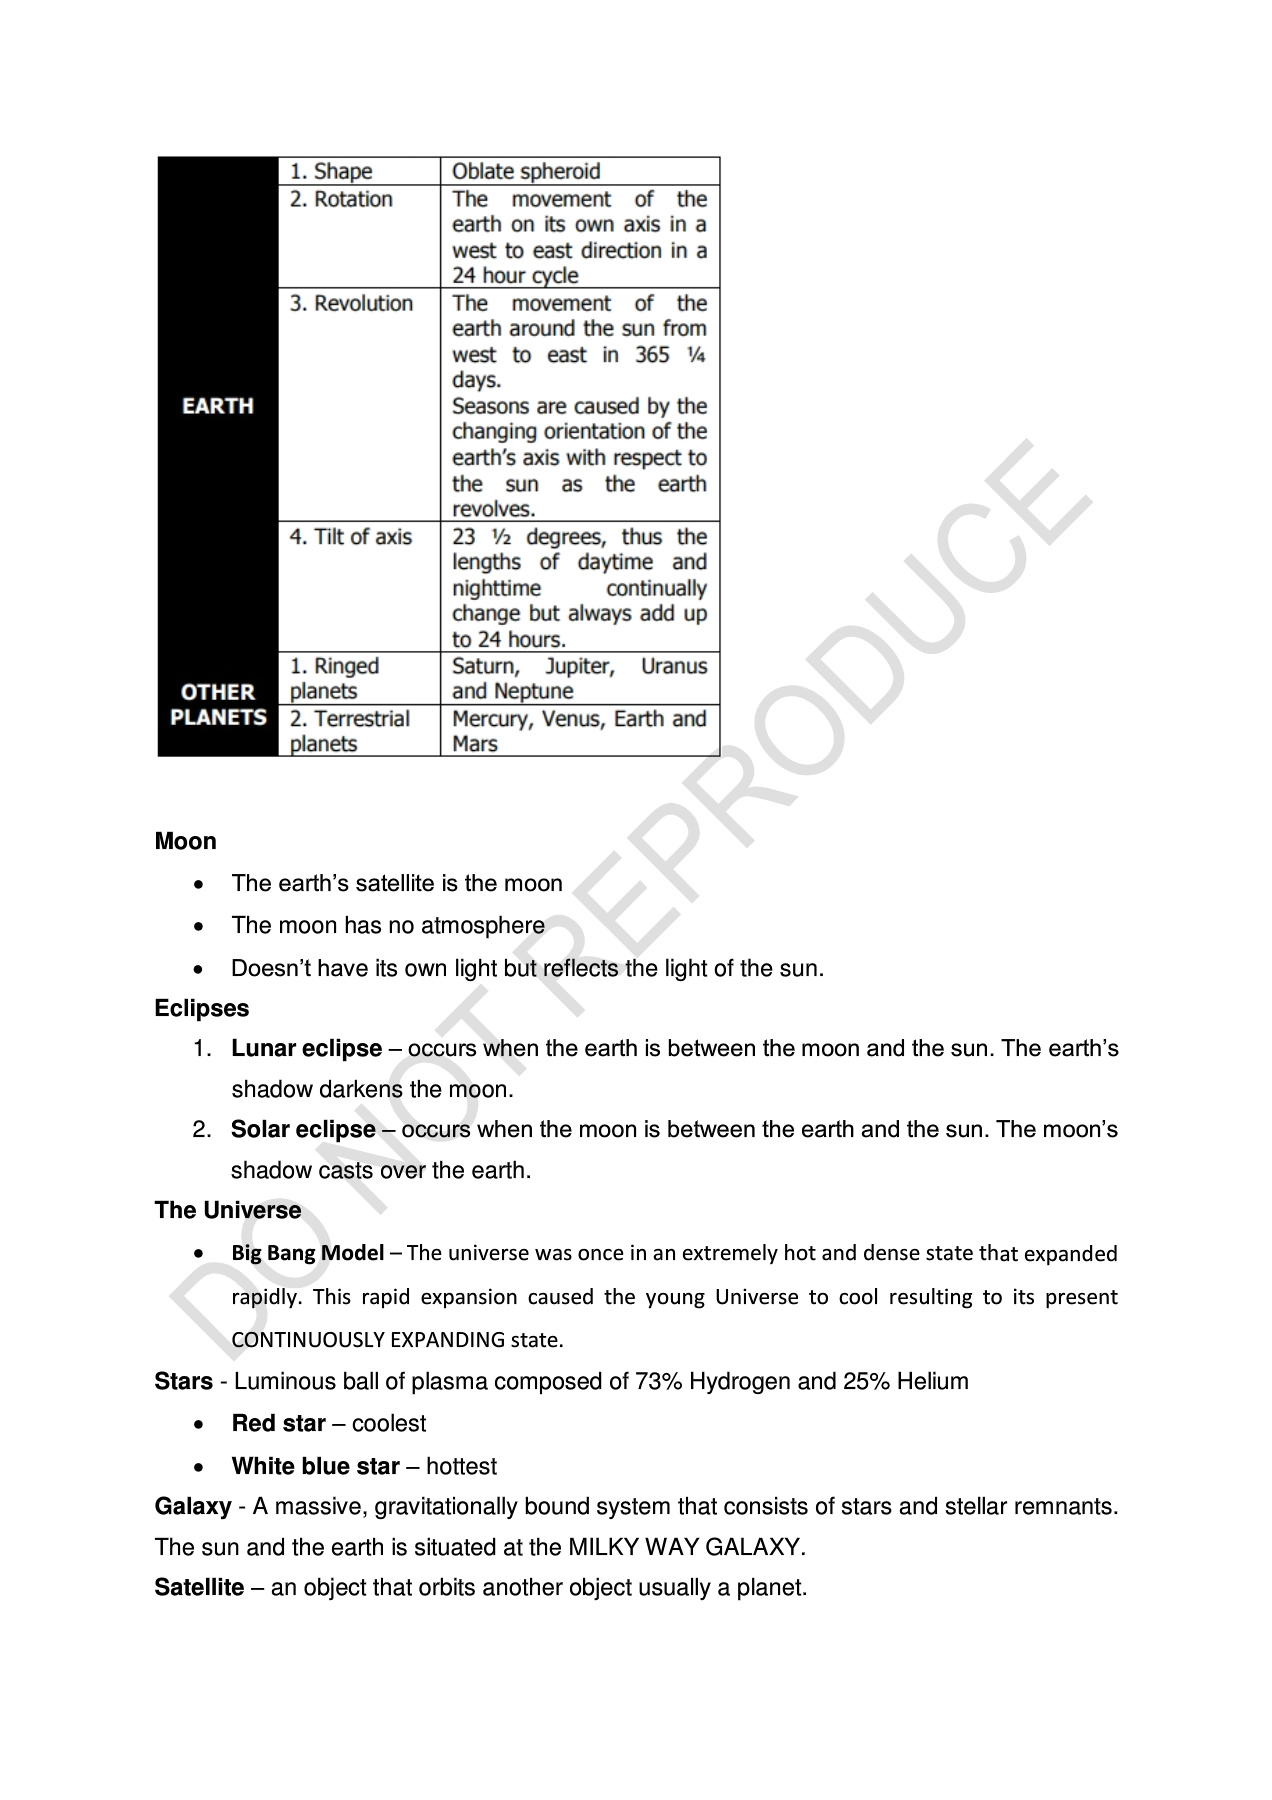 1. Shape
Oblate spheroid
2. Rotation
The movement of the
earth on its own axis in a
west to east direction in a
24 hour cycle
EARTH
3. Revolution
The movement of the
earth around the sun from
west to east in 365 ¼
days.
Seasons are caused by the
changing orientation of the
earth's axis with respect to
the sun as the earth
revolves.
4. Tilt of axis
23 ½ degrees, thus the
lengths of daytime and
nighttime continually
change but always add up
to 24 hours.
OTHER
PLANETS
1. Ringed
planets
Saturn, Jupiter, Uranus
and Neptune
2. Terrestrial
planets
Mercury, Venus, Earth and
Mars
Moon
• The earth's satellite is the moon
• The moon has no atmosphere
• Doesn't have its own light but reflects the light of the sun.
Eclipses
1. Lunar eclipse – occurs when the earth is between the moon and the sun. The earth's
shadow darkens the moon.
2. Solar eclipse – occurs when the moon is between the earth and the sun. The moon's
shadow casts over the earth.
The Universe
• Big Bang Model – The universe was once in an extremely hot and dense state that expanded
rapidly. This rapid expansion caused the young Universe to cool resulting to its present
CONTINUOUSLY EXPANDING state.
Stars - Luminous ball of plasma composed of 73% Hydrogen and 25% Helium
• Red star – coolest
• White blue star – hottest
Galaxy - A massive, gravitationally bound system that consists of stars and stellar remnants.
The sun and the earth is situated at the MILKY WAY GALAXY.
Satellite – an object that orbits another object usually a planet.
DO NOT REPRODUCE